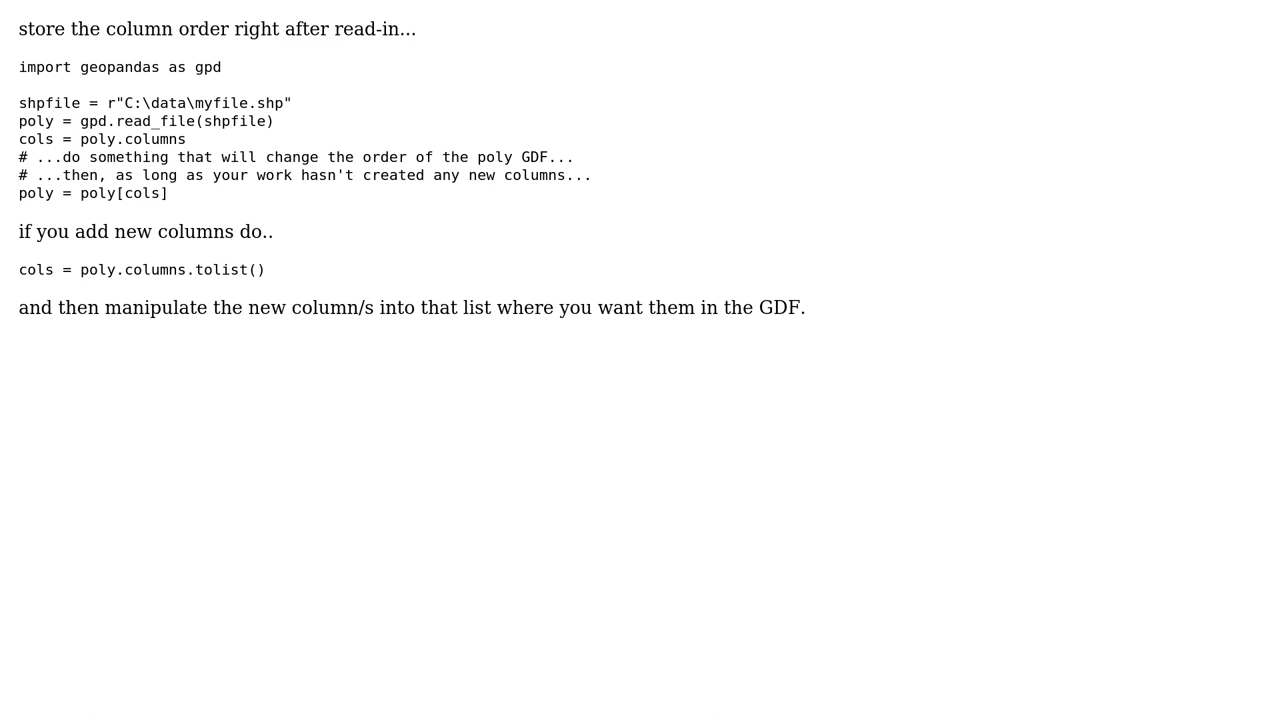 store the column order right after read-in...
import geopandas as gpd
shpfile = r"C:\data\myfile.shp"
poly = gpd.read_file(shpfile)
cols = poly.columns
# ...do something that will change the order of the poly GDF...
# ...then, as long as your work hasn't created any new columns...
poly = poly[cols]
if you add new columns do..
cols = poly.columns.tolist()
and then manipulate the new column/s into that list where you want them in the GDF.